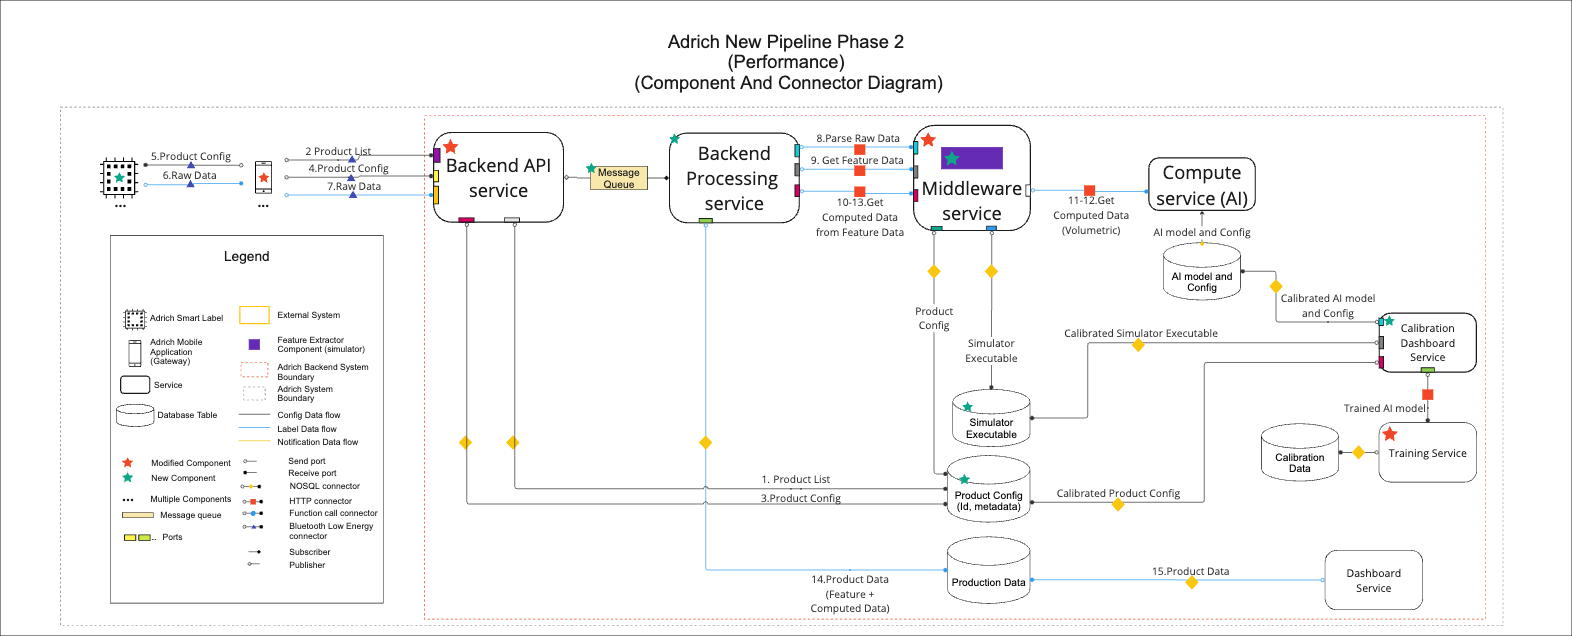 Adrich New Pipeline Phase 2
(Performance)
(Component And Connector Diagram)
5.Product Config
6.Raw Data
...
...
2 Product List
4.Product Config
7.Raw Data
Backend API
service
Message
Queue
Backend
Processing
service
8.Parse Raw Data
9. Get Feature Data
10-13.Get
Computed Data
from Feature Data
Middleware
service
11-12.Get
Computed Data
(Volumetric)
Compute
service (AI)
AI model and Config
AI model and
Config
Calibrated AI model
and Config
Calibration
Dashboard
Service
Calibrated Simulator Executable
Product
Config
Simulator
Executable
Simulator
Executable
Trained AI model
Training Service
Calibration
Data
1. Product List
3.Product Config
Product Config
(Id, metadata)
Calibrated Product Config
14.Product Data
(Feature +
Computed Data)
Production Data
15.Product Data
Dashboard
Service
Legend
Adrich Smart Label
Adrich Mobile
Application
(Gateway)
Service
Database Table
Modified Component
New Component
... Multiple Components
Message queue
... Ports
External System
Feature Extractor
Component (simulator)
Adrich Backend System
Boundary
Adrich System
Boundary
Config Data flow
Label Data flow
Notification Data flow
Send port
Receive port
NOSQL connector
HTTP connector
Function call connector
Bluetooth Low Energy
connector
Subscriber
Publisher